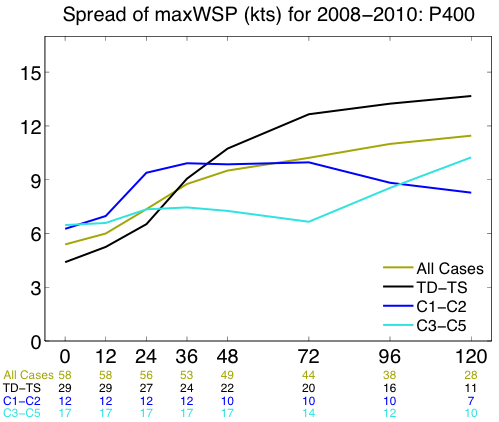 Spread of maxWSP (kts) for 2008−2010: P400
15
12
9
6
3
0
All Cases
TD−TS
C1−C2
C3−C5
0 12 24 36 48 72 96 120
All Cases 58 58 56 53 49 44 38 28
TD−TS 29 29 27 24 22 20 16 11
C1−C2 12 12 12 12 10 10 10 7
C3−C5 17 17 17 17 17 14 12 10